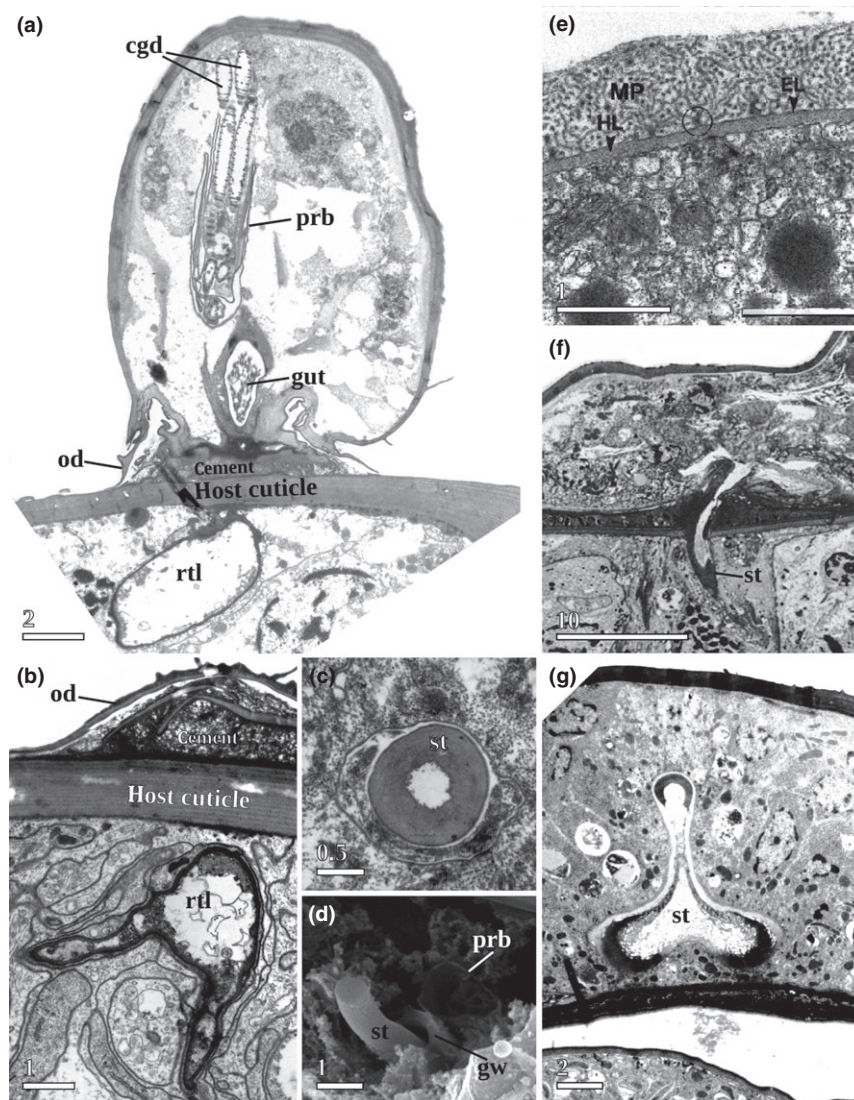 (a)
cgd
prb
gut
od
Cement
Host cuticle
rtl
2
(b)
od
Cement
Host cuticle
rtl
1
(c)
st
0.5
(d)
prb
st
gw
1
(e)
MP
EL
HL
1
(f)
st
10
(g)
st
2